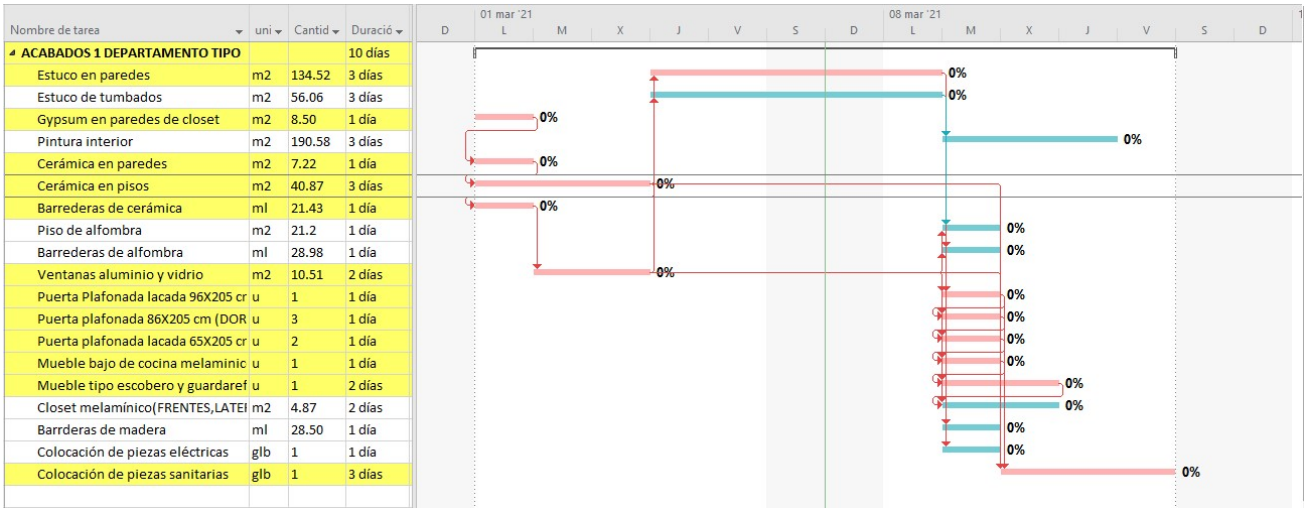 01 mar '21 08 mar '21 1
Nombre de tarea uni Cantid Duració D L M X J V S D L M X J V S D
ACABADOS 1 DEPARTAMENTO TIPO 10 días
Estuco en paredes m2 134.52 3 días 0%
Estuco de tumbados m2 56.06 3 días 0%
Gypsum en paredes de closet m2 8.50 1 día 0%
Pintura interior m2 190.58 3 días 0%
Cerámica en paredes m2 7.22 1 día 0%
Cerámica en pisos m2 40.87 3 días 0%
Barrederas de cerámica ml 21.43 1 día 0%
Piso de alfombra m2 21.2 1 día 0%
Barrederas de alfombra ml 28.98 1 día 0%
Ventanas aluminio y vidrio m2 10.51 2 días 0%
Puerta Plafonada lacada 96X205 cr u 1 1 día 0%
Puerta plafonada 86X205 cm (DOR u 3 1 día 0%
Puerta plafonada lacada 65X205 cr u 2 1 día 0%
Mueble bajo de cocina melaminic u 1 1 día 0%
Mueble tipo escobero y guardaref u 1 2 días 0%
Closet melamínico(FRENTES,LATEI m2 4.87 2 días 0%
Barrderas de madera ml 28.50 1 día 0%
Colocación de piezas eléctricas glb 1 1 día 0%
Colocación de piezas sanitarias glb 1 3 días 0%